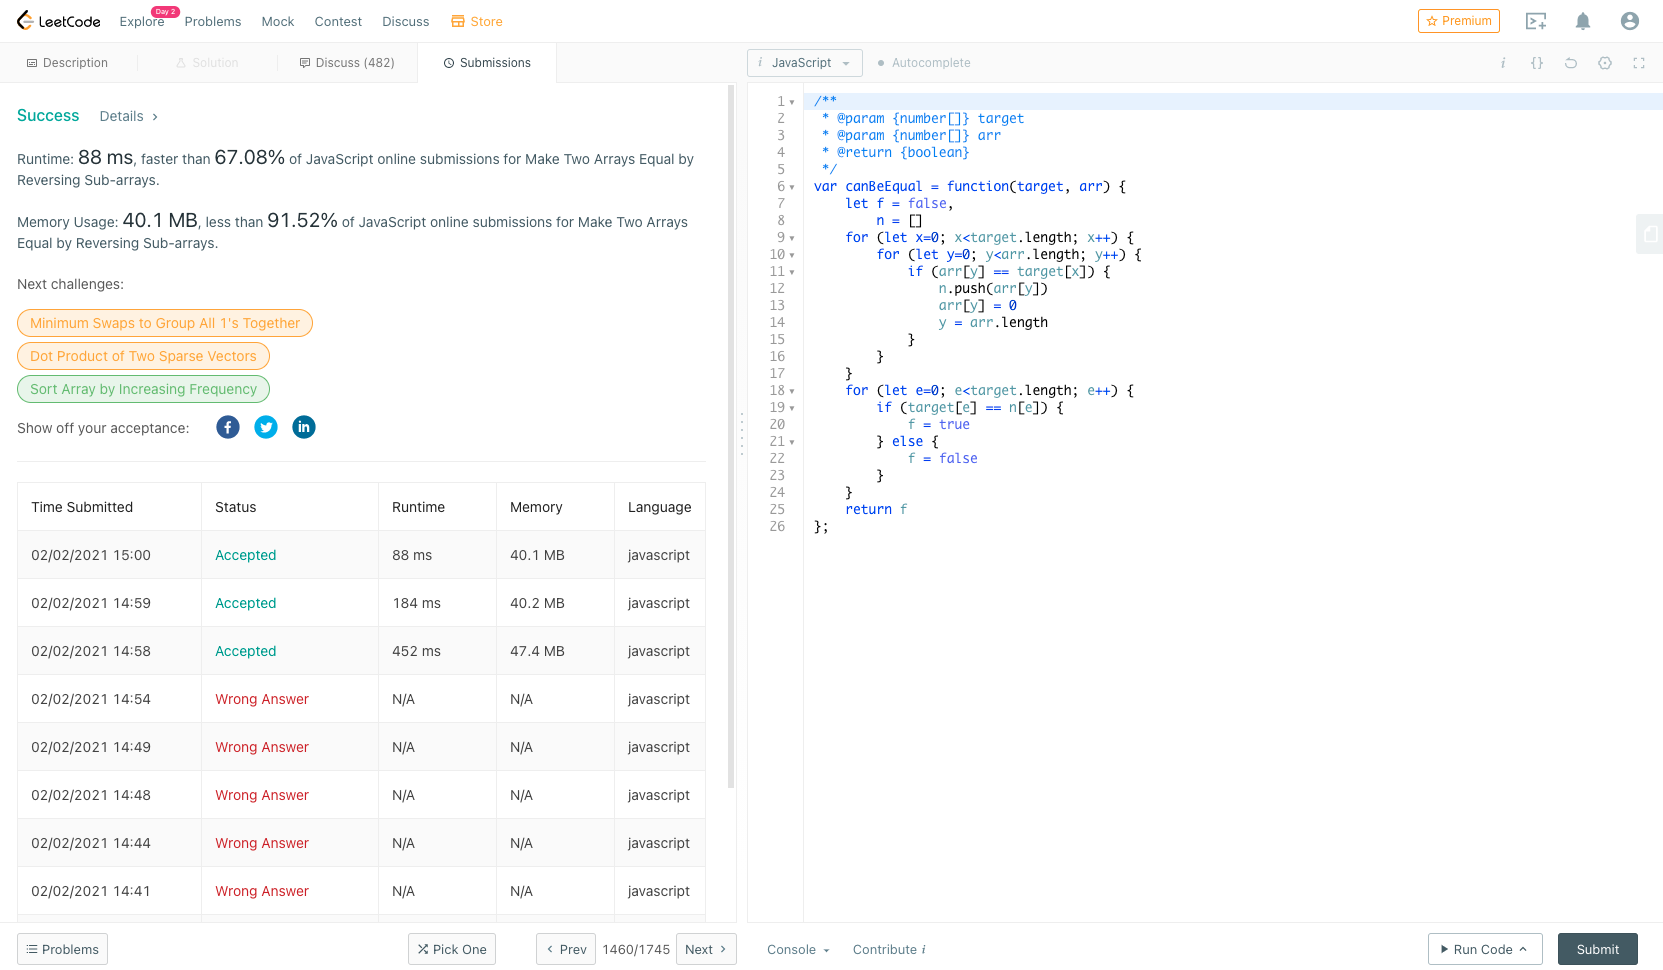 LeetCode
Explore
Day 2
Problems
Mock
Contest
Discuss
Store
Premium
Description
Solution
Discuss (482)
Submissions
i JavaScript
Autocomplete
i {}
Success
Details >
Runtime: 88 ms, faster than 67.08% of JavaScript online submissions for Make Two Arrays Equal by
Reversing Sub-arrays.
Memory Usage: 40.1 MB, less than 91.52% of JavaScript online submissions for Make Two Arrays
Equal by Reversing Sub-arrays.
Next challenges:
Minimum Swaps to Group All 1's Together
Dot Product of Two Sparse Vectors
Sort Array by Increasing Frequency
Show off your acceptance:
f
in
Time Submitted Status Runtime Memory Language
02/02/2021 15:00 Accepted 88 ms 40.1 MB javascript
02/02/2021 14:59 Accepted 184 ms 40.2 MB javascript
02/02/2021 14:58 Accepted 452 ms 47.4 MB javascript
02/02/2021 14:54 Wrong Answer N/A N/A javascript
02/02/2021 14:49 Wrong Answer N/A N/A javascript
02/02/2021 14:48 Wrong Answer N/A N/A javascript
02/02/2021 14:44 Wrong Answer N/A N/A javascript
02/02/2021 14:41 Wrong Answer N/A N/A javascript
1 /**
2 * @param {number[]} target
3 * @param {number[]} arr
4 * @return {boolean}
5 */
6 var canBeEqual = function(target, arr) {
7 let f = false,
8 n = []
9 for (let x=0; x<target.length; x++) {
10 for (let y=0; y<arr.length; y++) {
11 if (arr[y] == target[x]) {
12 n.push(arr[y])
13 arr[y] = 0
14 y = arr.length
15 }
16 }
17 }
18 for (let e=0; e<target.length; e++) {
19 if (target[e] == n[e]) {
20 f = true
21 } else {
22 f = false
23 }
24 }
25 return f
26 };
Problems
Pick One
< Prev
1460/1745
Next >
Console
Contribute i
Run Code
Submit